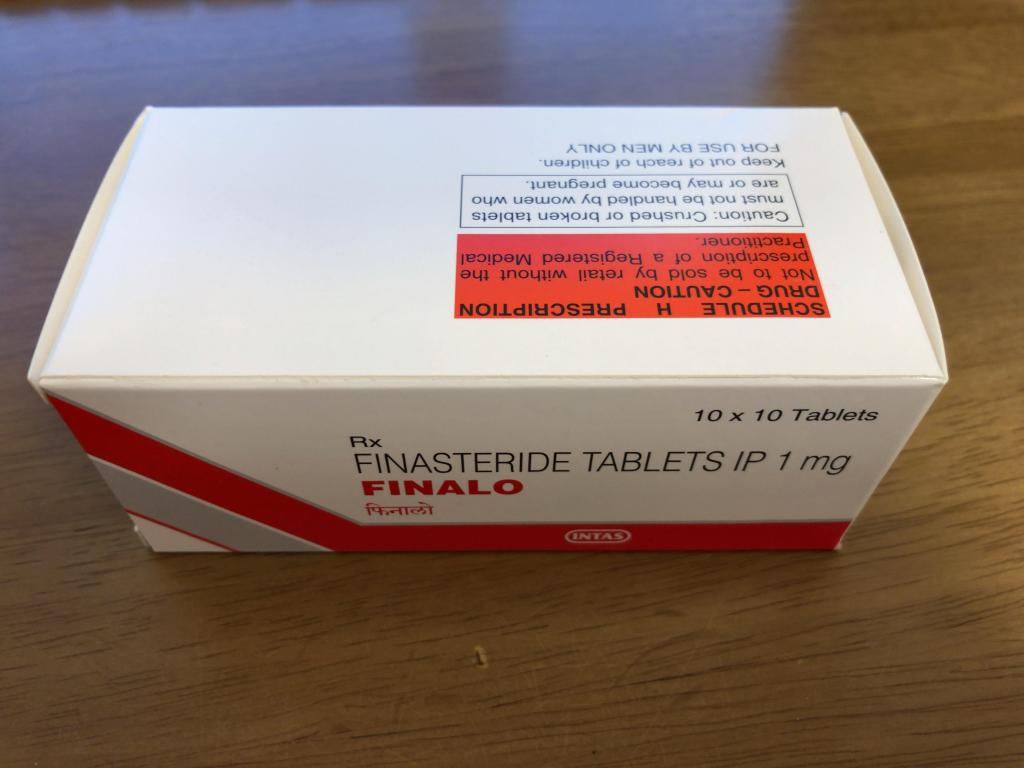 SCHEDULE H PRESCRIPTION
DRUG – CAUTION
Not to be sold by retail without the
prescription of a Registered Medical
Practitioner.
Caution: Crushed or broken tablets
must not be handled by women who
are or may become pregnant.
Keep out of reach of children.
FOR USE BY MEN ONLY
10 x 10 Tablets
Rx
FINASTERIDE TABLETS IP 1 mg
FINALO
फिनालो
INTAS